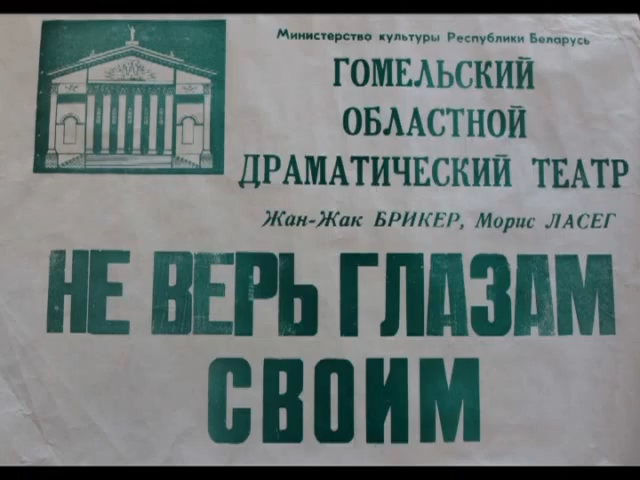 Министерство культуры Республики Беларусь
ГОМЕЛЬСКИЙ
ОБЛАСТНОЙ
ДРАМАТИЧЕСКИЙ ТЕАТР
Жан-Жак БРИКЕР, Морис ЛАСЕГ
НЕ ВЕРЬ ГЛАЗАМ
СВОИМ